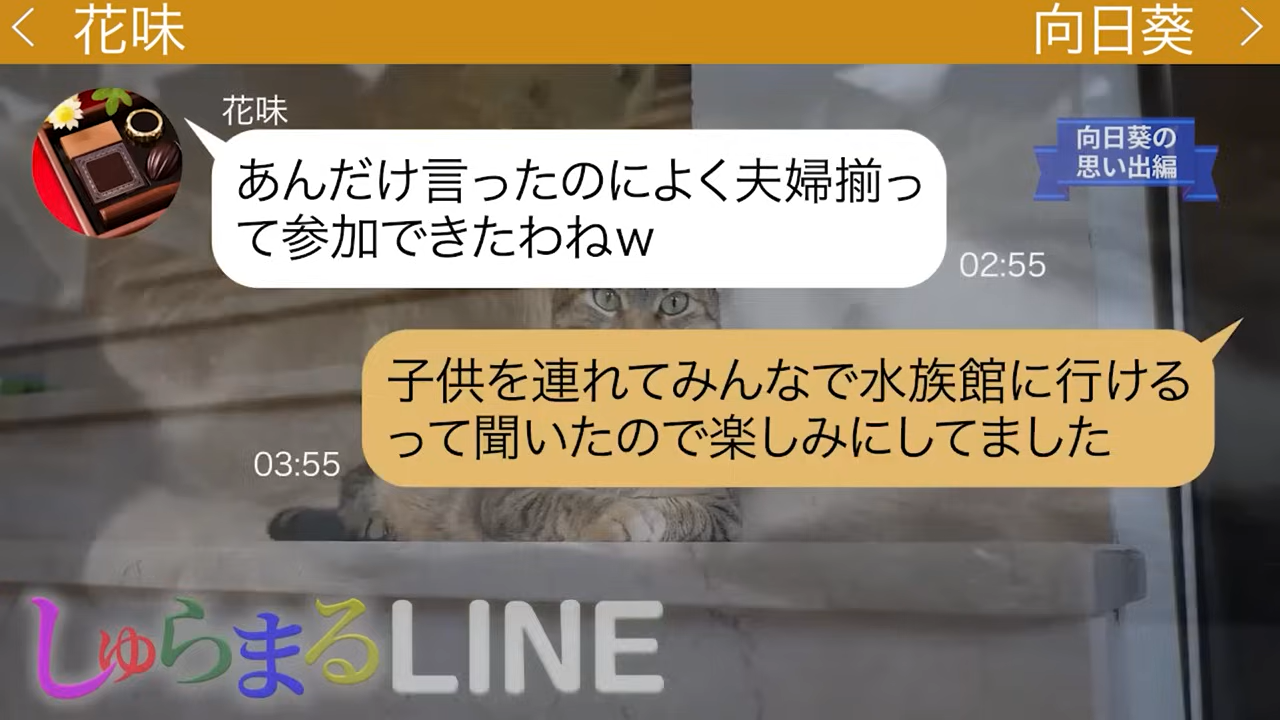 花味
向日葵
花味
あんだけ言ったのによく夫婦揃っ
て参加できたわねw
02:55
向日葵の
思い出編
子供を連れてみんなで水族館に行ける
って聞いたので楽しみにしてました
03:55
しゅらまるLINE